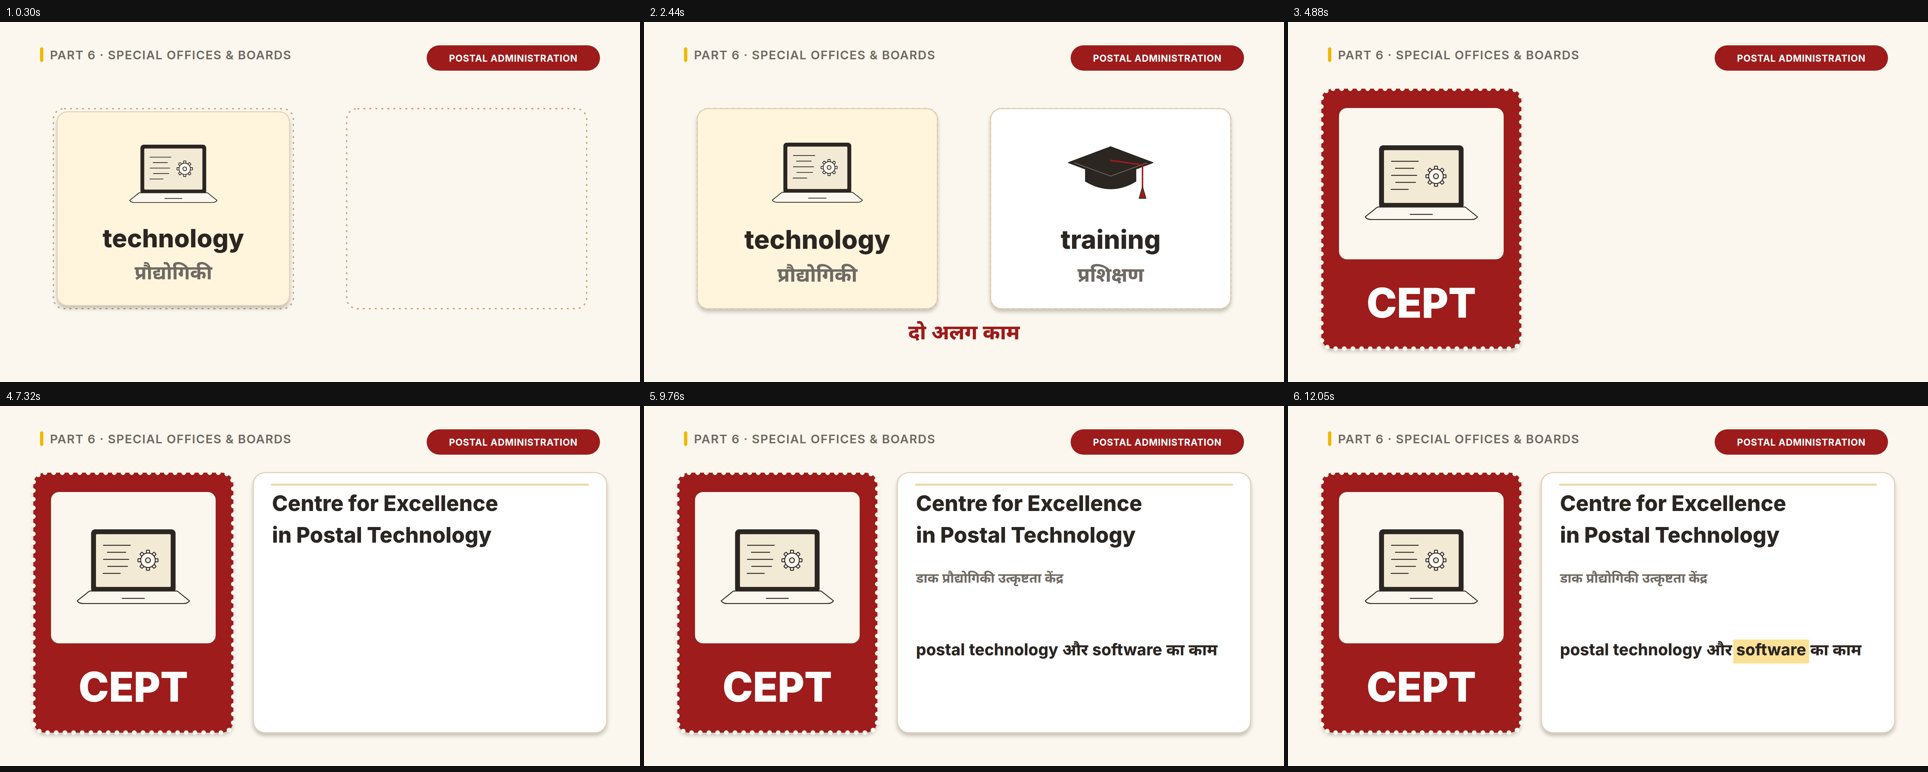 1. 0.30s
PART 6 · SPECIAL OFFICES & BOARDS
POSTAL ADMINISTRATION
technology
प्रौद्योगिकी
2. 2.44s
PART 6 · SPECIAL OFFICES & BOARDS
POSTAL ADMINISTRATION
technology
प्रौद्योगिकी
training
प्रशिक्षण
दो अलग काम
3. 4.88s
PART 6 · SPECIAL OFFICES & BOARDS
POSTAL ADMINISTRATION
CEPT
4. 7.32s
PART 6 · SPECIAL OFFICES & BOARDS
POSTAL ADMINISTRATION
CEPT
Centre for Excellence
in Postal Technology
5. 9.76s
PART 6 · SPECIAL OFFICES & BOARDS
POSTAL ADMINISTRATION
CEPT
Centre for Excellence
in Postal Technology
डाक प्रौद्योगिकी उत्कृष्टता केंद्र
postal technology और software का काम
6. 12.05s
PART 6 · SPECIAL OFFICES & BOARDS
POSTAL ADMINISTRATION
CEPT
Centre for Excellence
in Postal Technology
डाक प्रौद्योगिकी उत्कृष्टता केंद्र
postal technology और software का काम